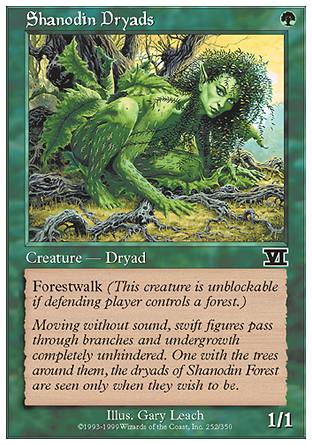 Shanodin Dryads
Creature — Dryad
VI
Forestwalk (This creature is unblockable
if defending player controls a forest.)
Moving without sound, swift figures pass
through branches and undergrowth
completely unhindered. One with the trees
around them, the dryads of Shanodin Forest
are seen only when they wish to be.
Illus. Gary Leach
©1993-1999 Wizards of the Coast, Inc. 252/350
1/1